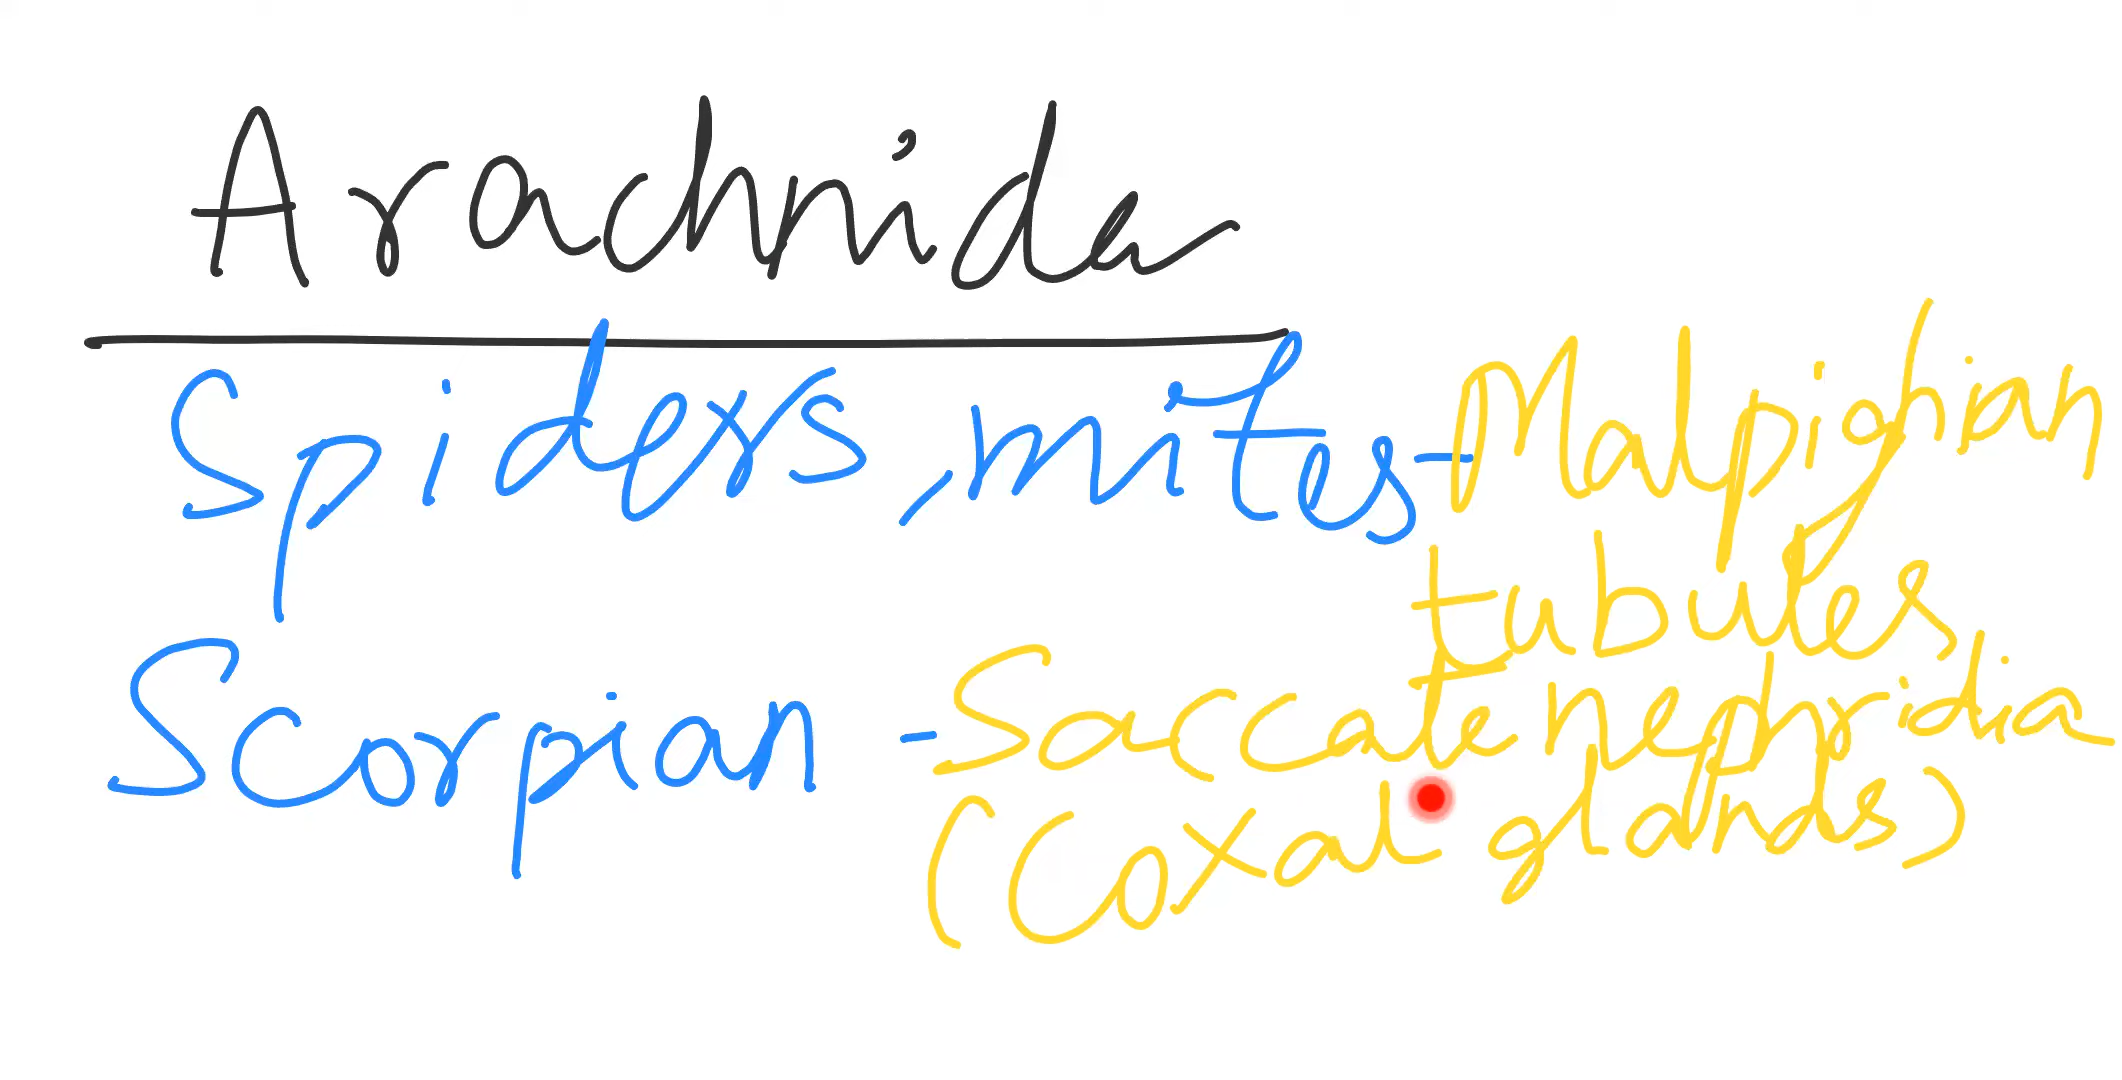 Arachnida
Spiders, mites - Malpighian
tubules
Scorpian - Saccate nephridia
(Coxal glands)